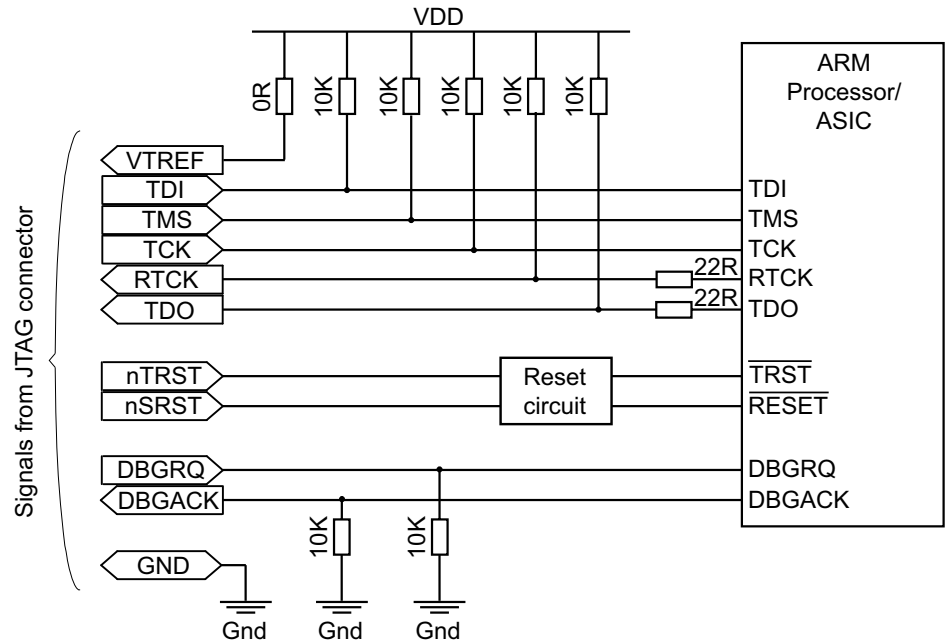 VDD
0R
10K
10K
10K
10K
10K
ARM
Processor/
ASIC
Signals from JTAG connector
VTREF
TDI
TDI
TMS
TMS
TCK
TCK
RTCK
22R
RTCK
TDO
22R
TDO
nTRST
Reset
circuit
TRST
nSRST
RESET
DBGRQ
DBGRQ
DBGACK
DBGACK
10K
10K
GND
Gnd
Gnd
Gnd